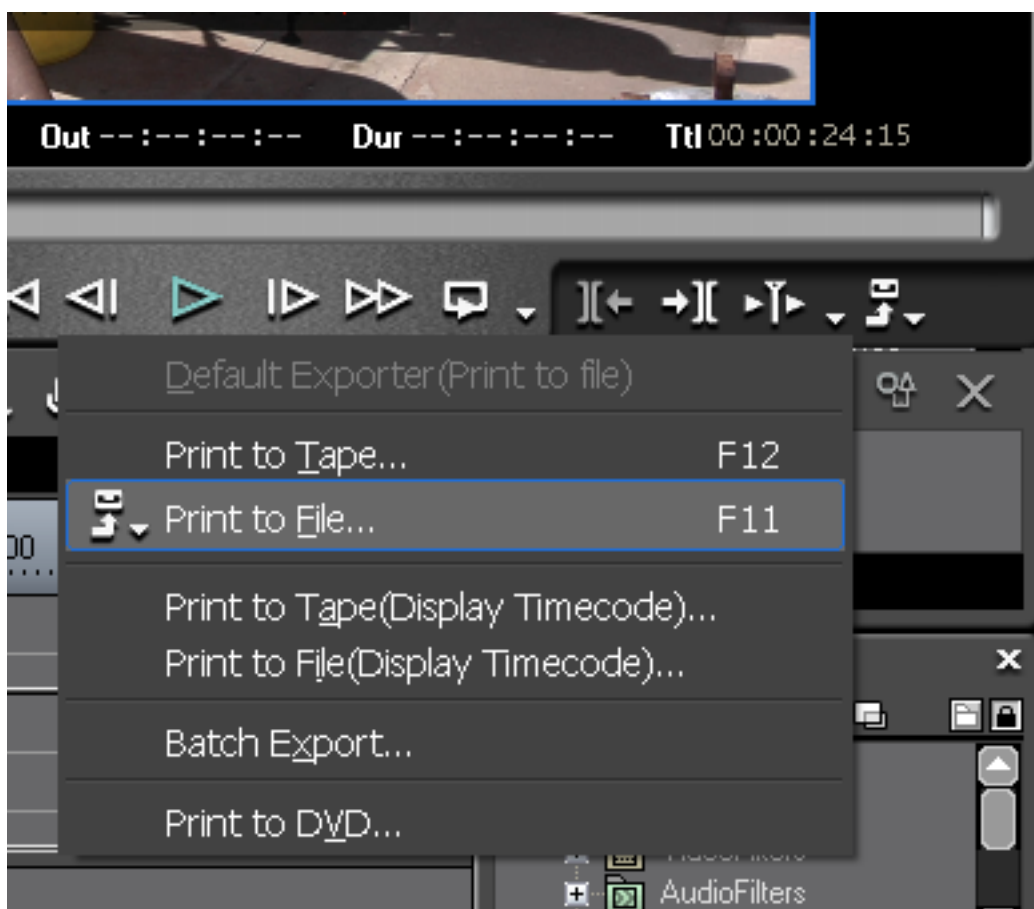 Out --:--:--:-- Dur --:--:--:-- Ttl 00:00:24:15
Default Exporter(Print to file)
Print to Tape... F12
Print to File... F11
00
Print to Tape(Display Timecode)...
Print to File(Display Timecode)...
Batch Export...
Print to DVD...
AudioFilters